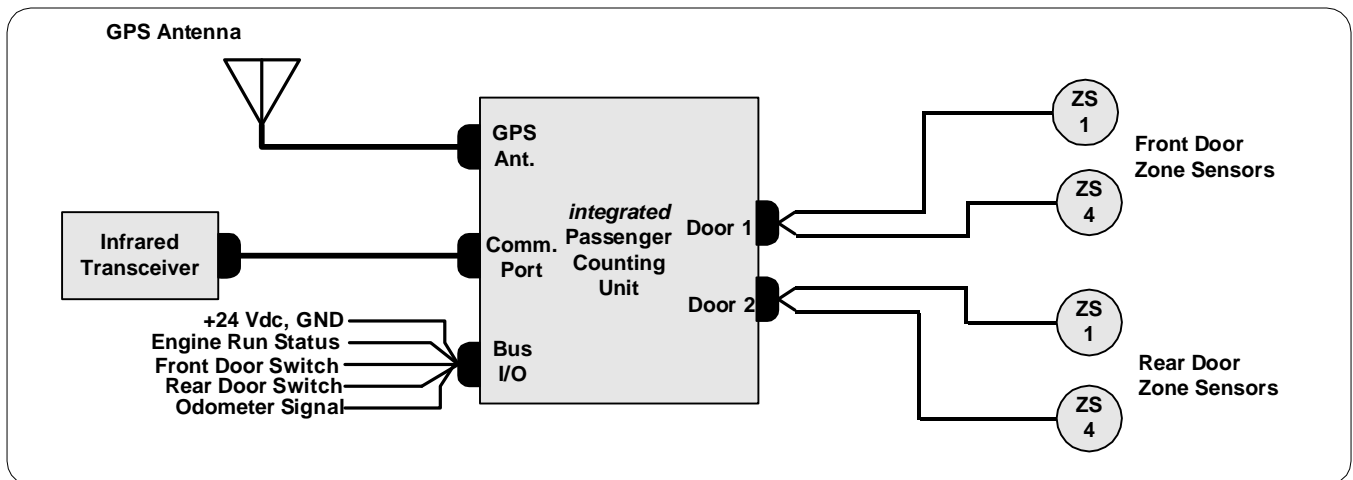 GPS Antenna
GPS
Ant.
Infrared
Transceiver
Comm.
Port
+24 Vdc, GND
Engine Run Status
Front Door Switch
Rear Door Switch
Odometer Signal
Bus
I/O
integrated
Passenger
Counting
Unit
Door 1
Door 2
ZS
1
ZS
4
Front Door
Zone Sensors
ZS
1
ZS
4
Rear Door
Zone Sensors